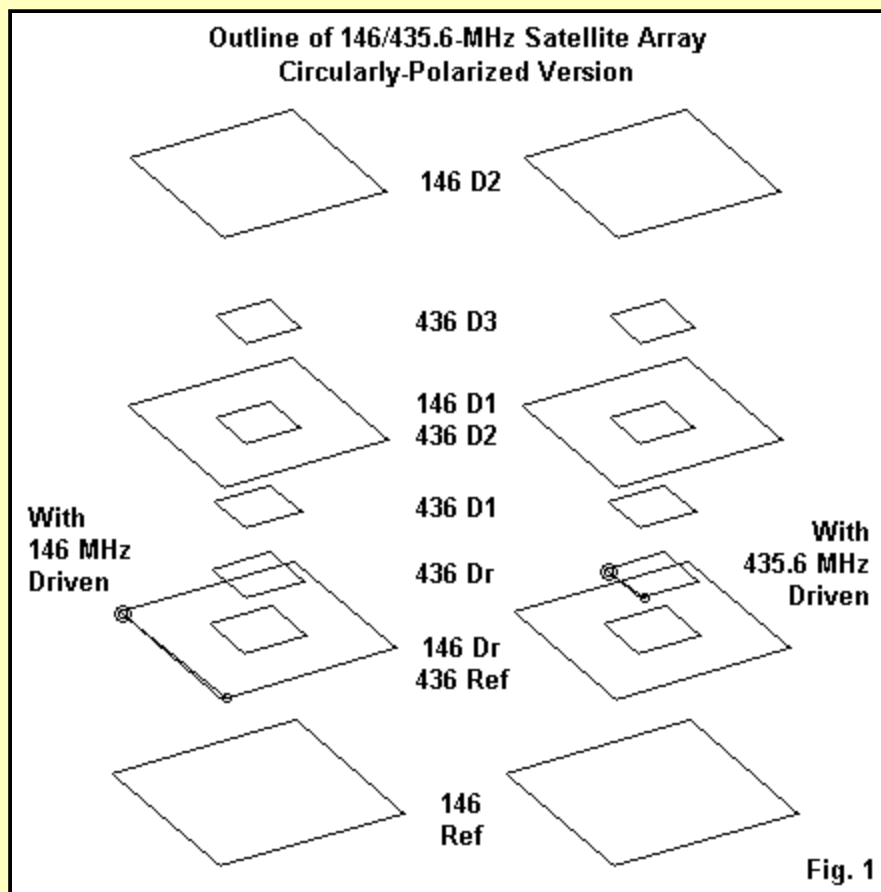 Outline of 146/435.6-MHz Satellite Array
Circularly-Polarized Version
146 D2
436 D3
146 D1
436 D2
436 D1
With
146 MHz
Driven
436 Dr
With
435.6 MHz
Driven
146 Dr
436 Ref
146
Ref
Fig. 1